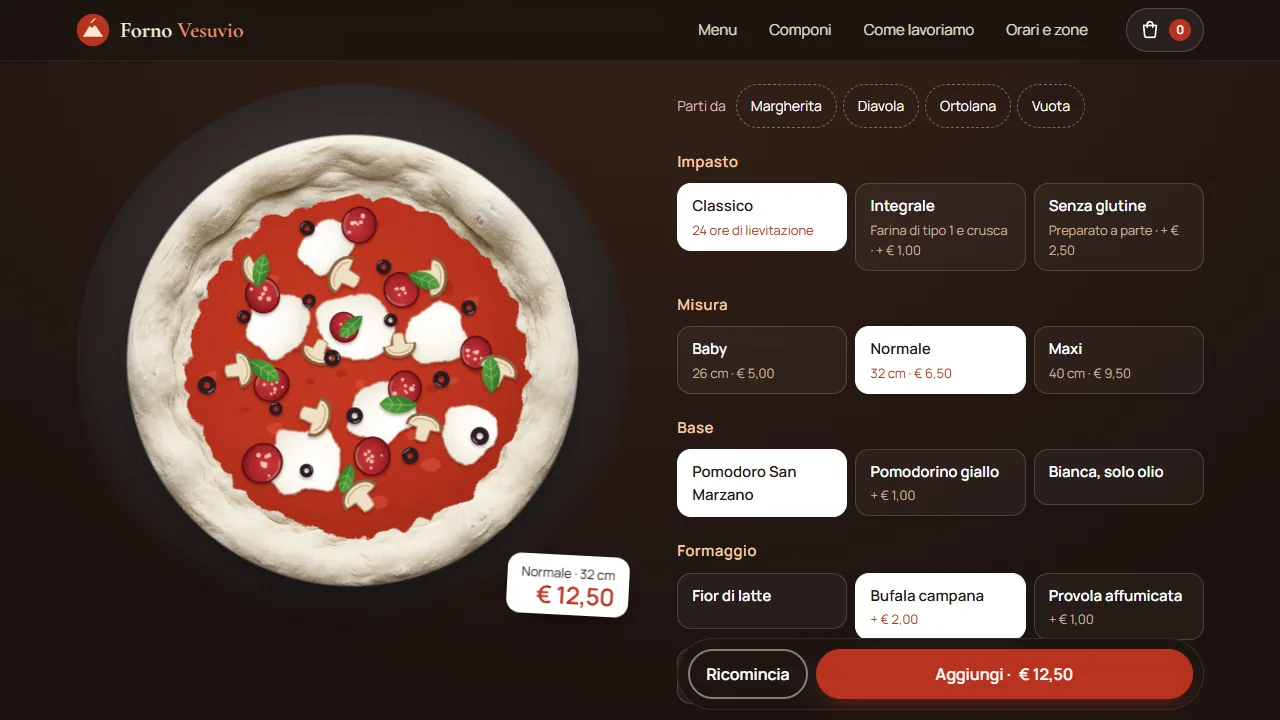 Forno Vesuvio
Menu
Componi
Come lavoriamo
Orari e zone
0
Parti da
Margherita
Diavola
Ortolana
Vuota
Impasto
Classico
24 ore di lievitazione
Integrale
Farina di tipo 1 e crusca
· + € 1,00
Senza glutine
Preparato a parte · + €
2,50
Misura
Baby
26 cm · € 5,00
Normale
32 cm · € 6,50
Maxi
40 cm · € 9,50
Base
Pomodoro San
Marzano
Pomodorino giallo
+ € 1,00
Bianca, solo olio
Formaggio
Fior di latte
Bufala campana
+ € 2,00
Provola affumicata
+ € 1,00
Normale · 32 cm
€ 12,50
Ricomincia
Aggiungi · € 12,50